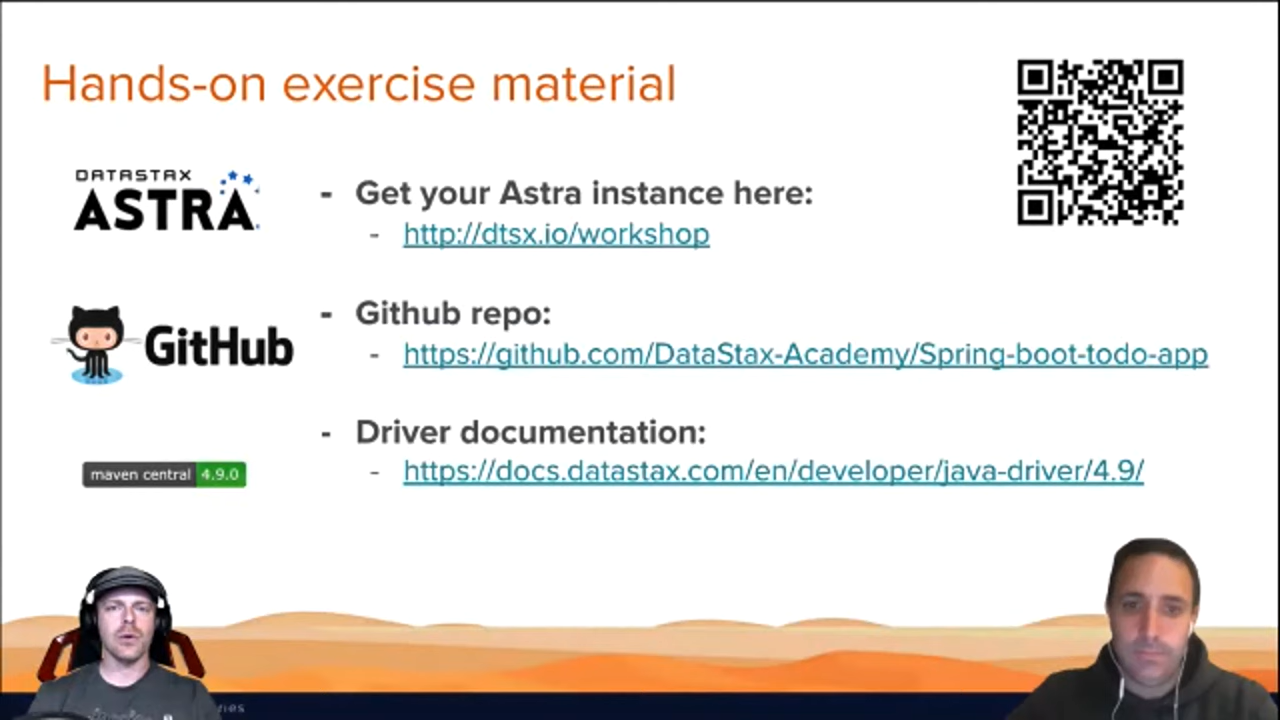 Hands-on exercise material
DATASTAX
ASTRA
- Get your Astra instance here:
- http://dtsx.io/workshop
GitHub
- Github repo:
- https://github.com/DataStax-Academy/Spring-boot-todo-app
- Driver documentation:
maven central 4.9.0
- https://docs.datastax.com/en/developer/java-driver/4.9/